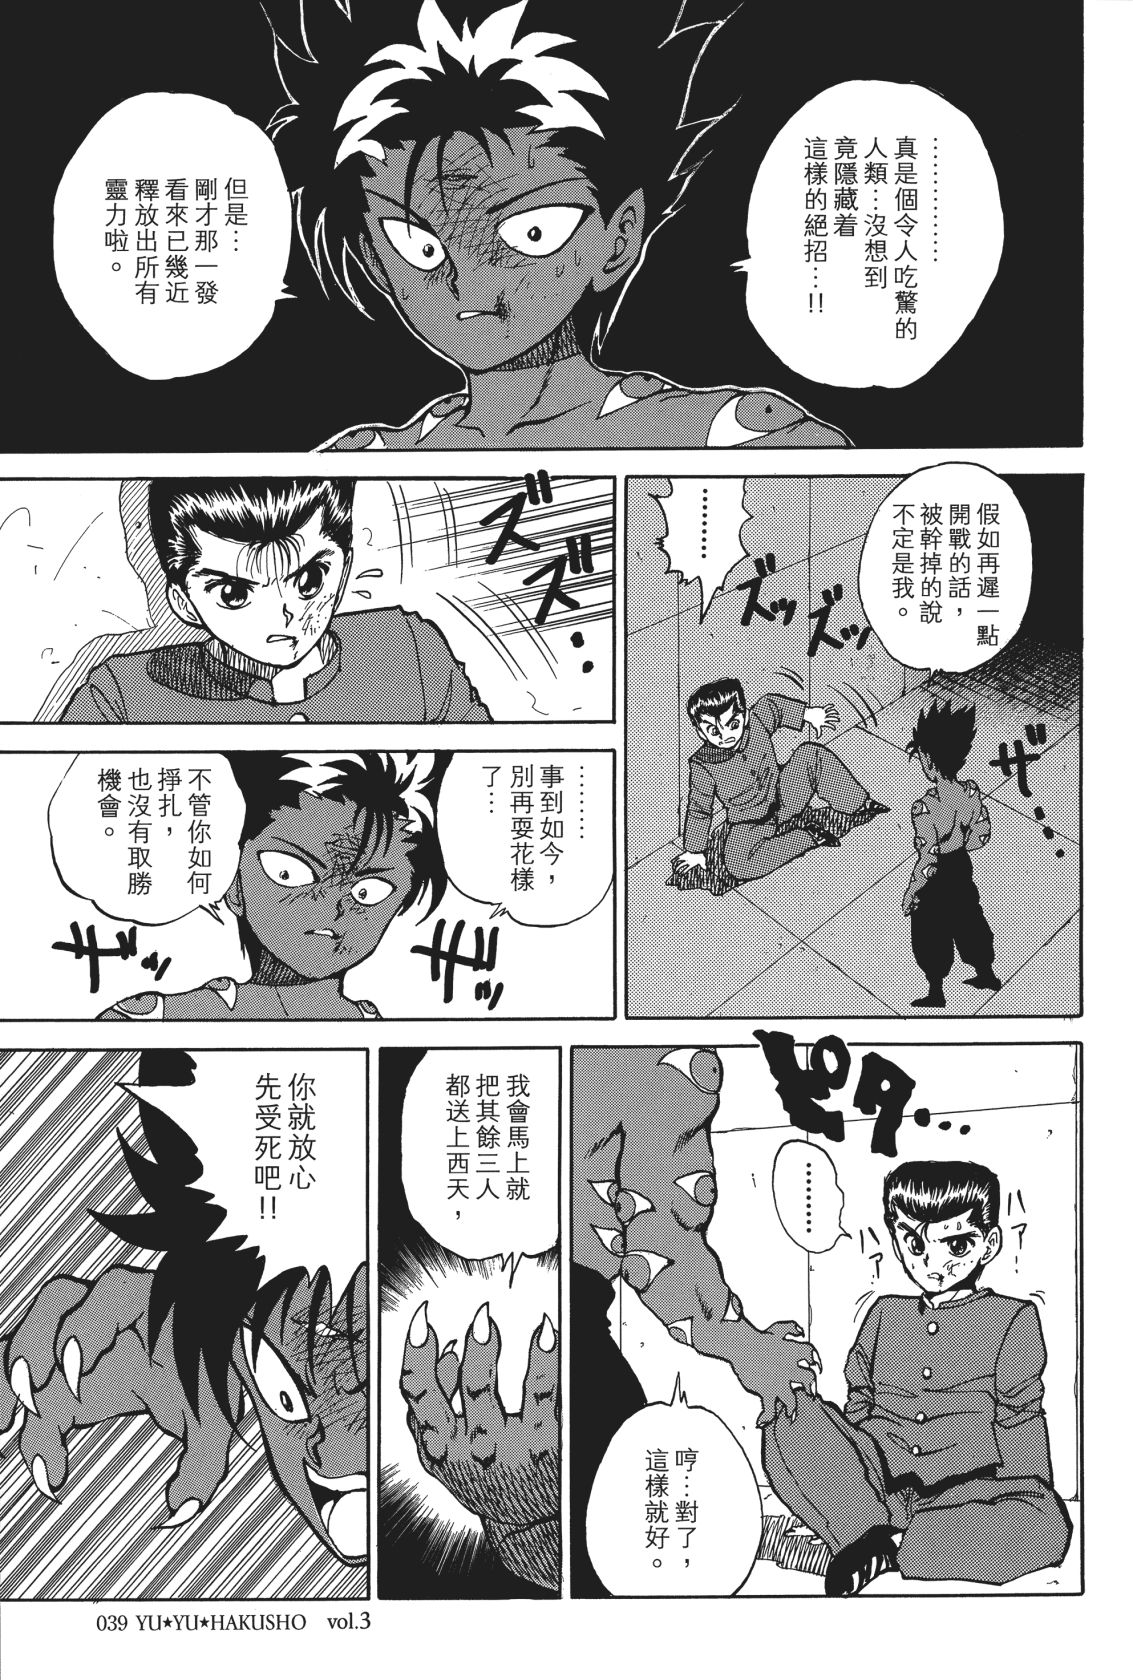 …………
真是個令人吃驚的
人類…沒想到
竟隱藏着
這樣的絕招…!!
但是…
剛才那一發
看來已幾近
釋放出所有
靈力啦。
假如再遲一點
開戰的話，
被幹掉的說
不定是我。
………
ズズッ
ザ…
ズズ
………
事到如今，
別再耍花樣
了…
不管你如何
掙扎，
也沒有取勝
機會。
ザッ
ザッ
ピタ…
………
ハァ…
ハァ
哼…對了，
這樣就好。
我會馬上就
把其餘三人
都送上西天，
你就放心
先受死吧!!
039 YU★YU★HAKUSHO vol.3